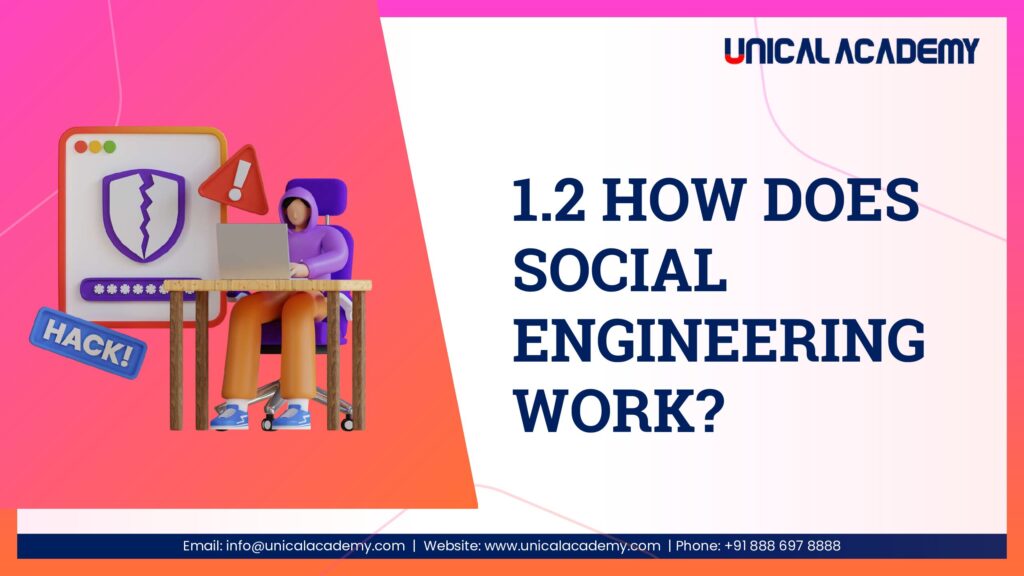 UNICAL ACADEMY
1.2 HOW DOES
SOCIAL
ENGINEERING
WORK?
HACK!
Email: info@unicalacademy.com | Website: www.unicalacademy.com | Phone: +91 888 697 8888